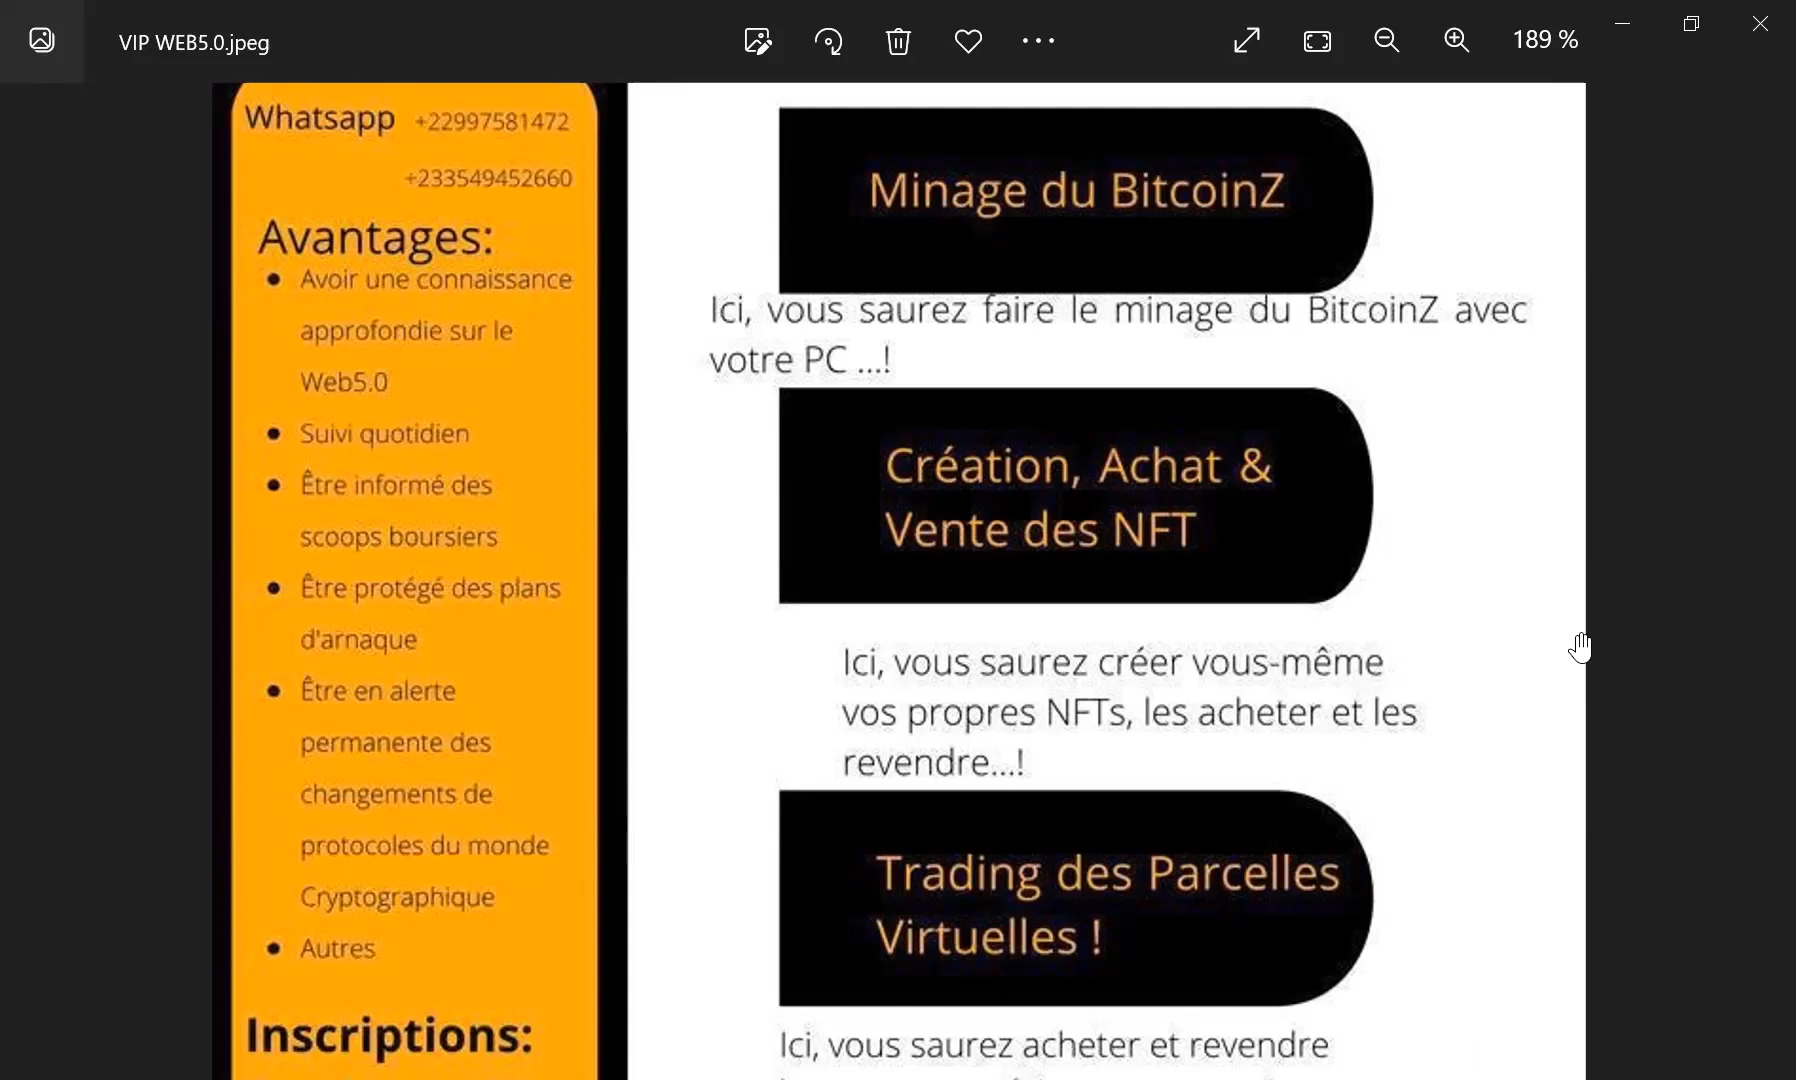 VIP WEB5.0.jpeg
189 %
Whatsapp +22997581472
+233549452660
Avantages:
Avoir une connaissance
approfondie sur le
Web5.0
Suivi quotidien
Être informé des
scoops boursiers
Être protégé des plans
d'arnaque
Être en alerte
permanente des
changements de
protocoles du monde
Cryptographique
Autres
Inscriptions:
Minage du BitcoinZ
Ici, vous saurez faire le minage du BitcoinZ avec
votre PC ...!
Création, Achat &
Vente des NFT
Ici, vous saurez créer vous-même
vos propres NFTs, les acheter et les
revendre...!
Trading des Parcelles
Virtuelles !
Ici, vous saurez acheter et revendre